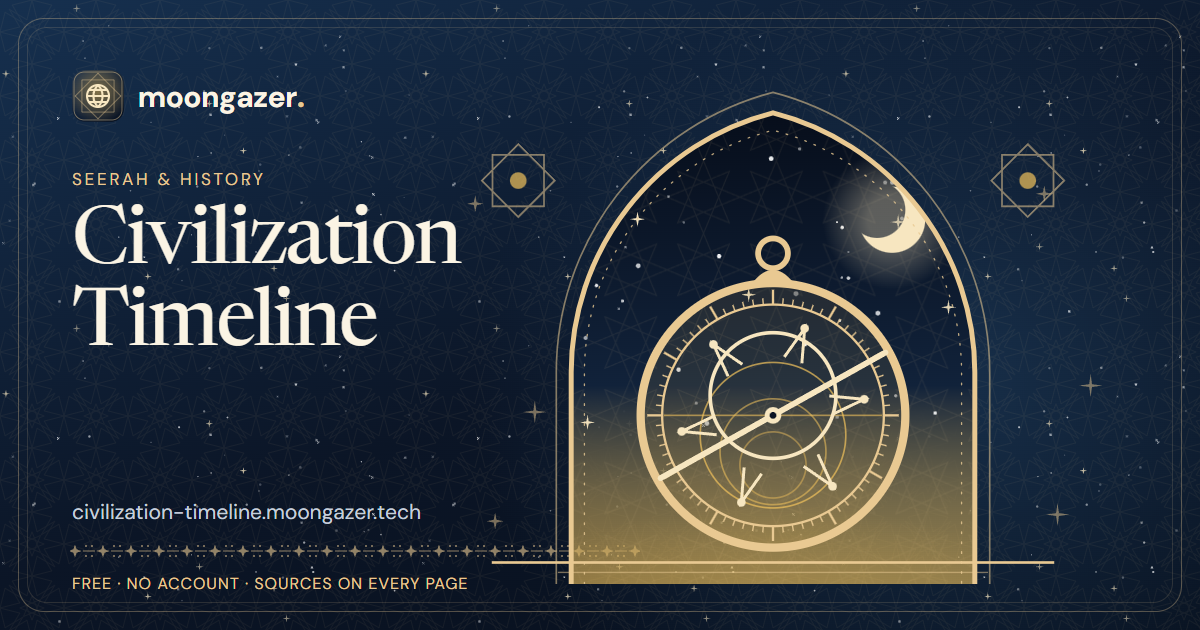 moongazer.
SEERAH & HISTORY
Civilization
Timeline
civilization-timeline.moongazer.tech
FREE · NO ACCOUNT · SOURCES ON EVERY PAGE